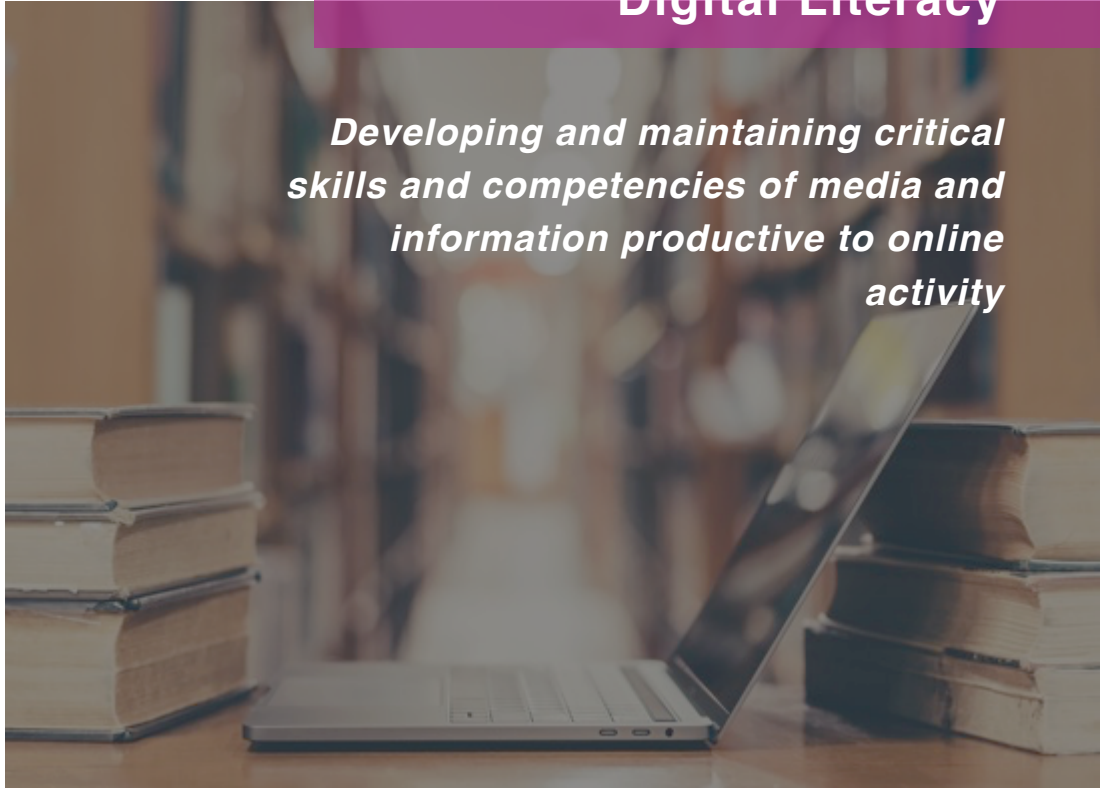 Digital Literacy
Developing and maintaining critical
skills and competencies of media and
information productive to online
activity